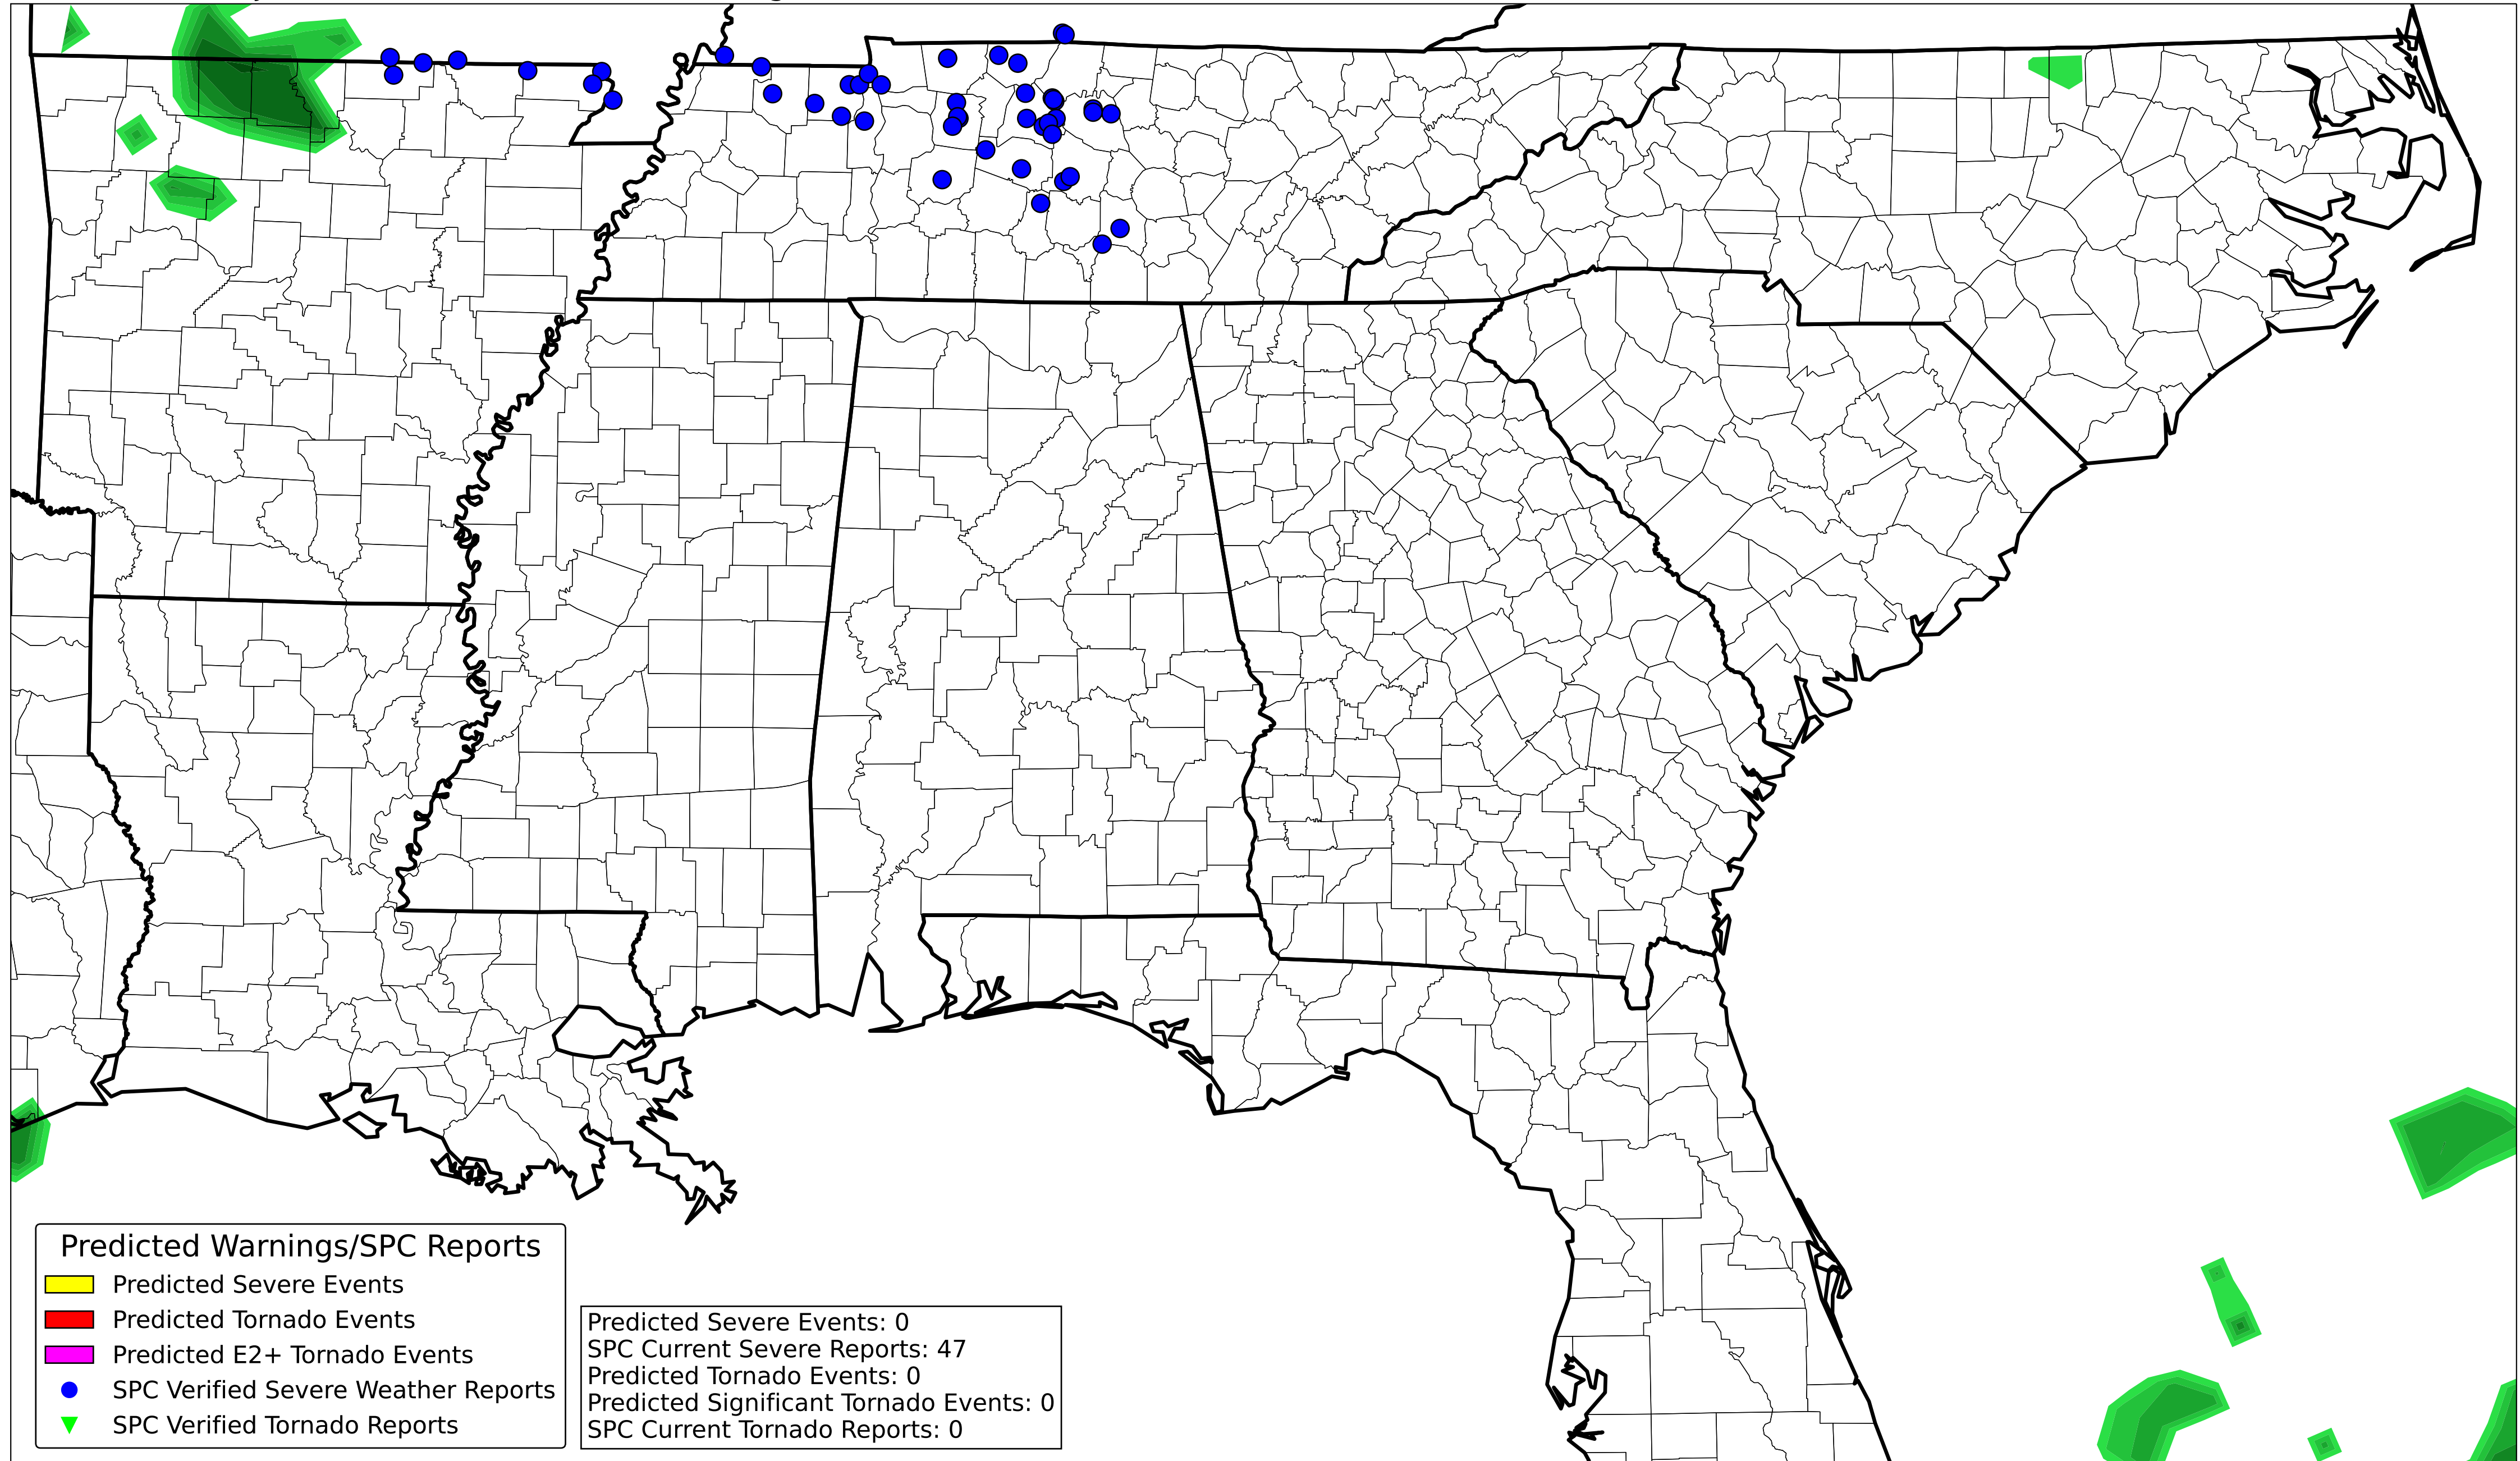 Predicted Warnings/SPC Reports
Predicted Severe Events
Predicted Tornado Events
Predicted E2+ Tornado Events
SPC Verified Severe Weather Reports
SPC Verified Tornado Reports
Predicted Severe Events: 0
SPC Current Severe Reports: 47
Predicted Tornado Events: 0
Predicted Significant Tornado Events: 0
SPC Current Tornado Reports: 0